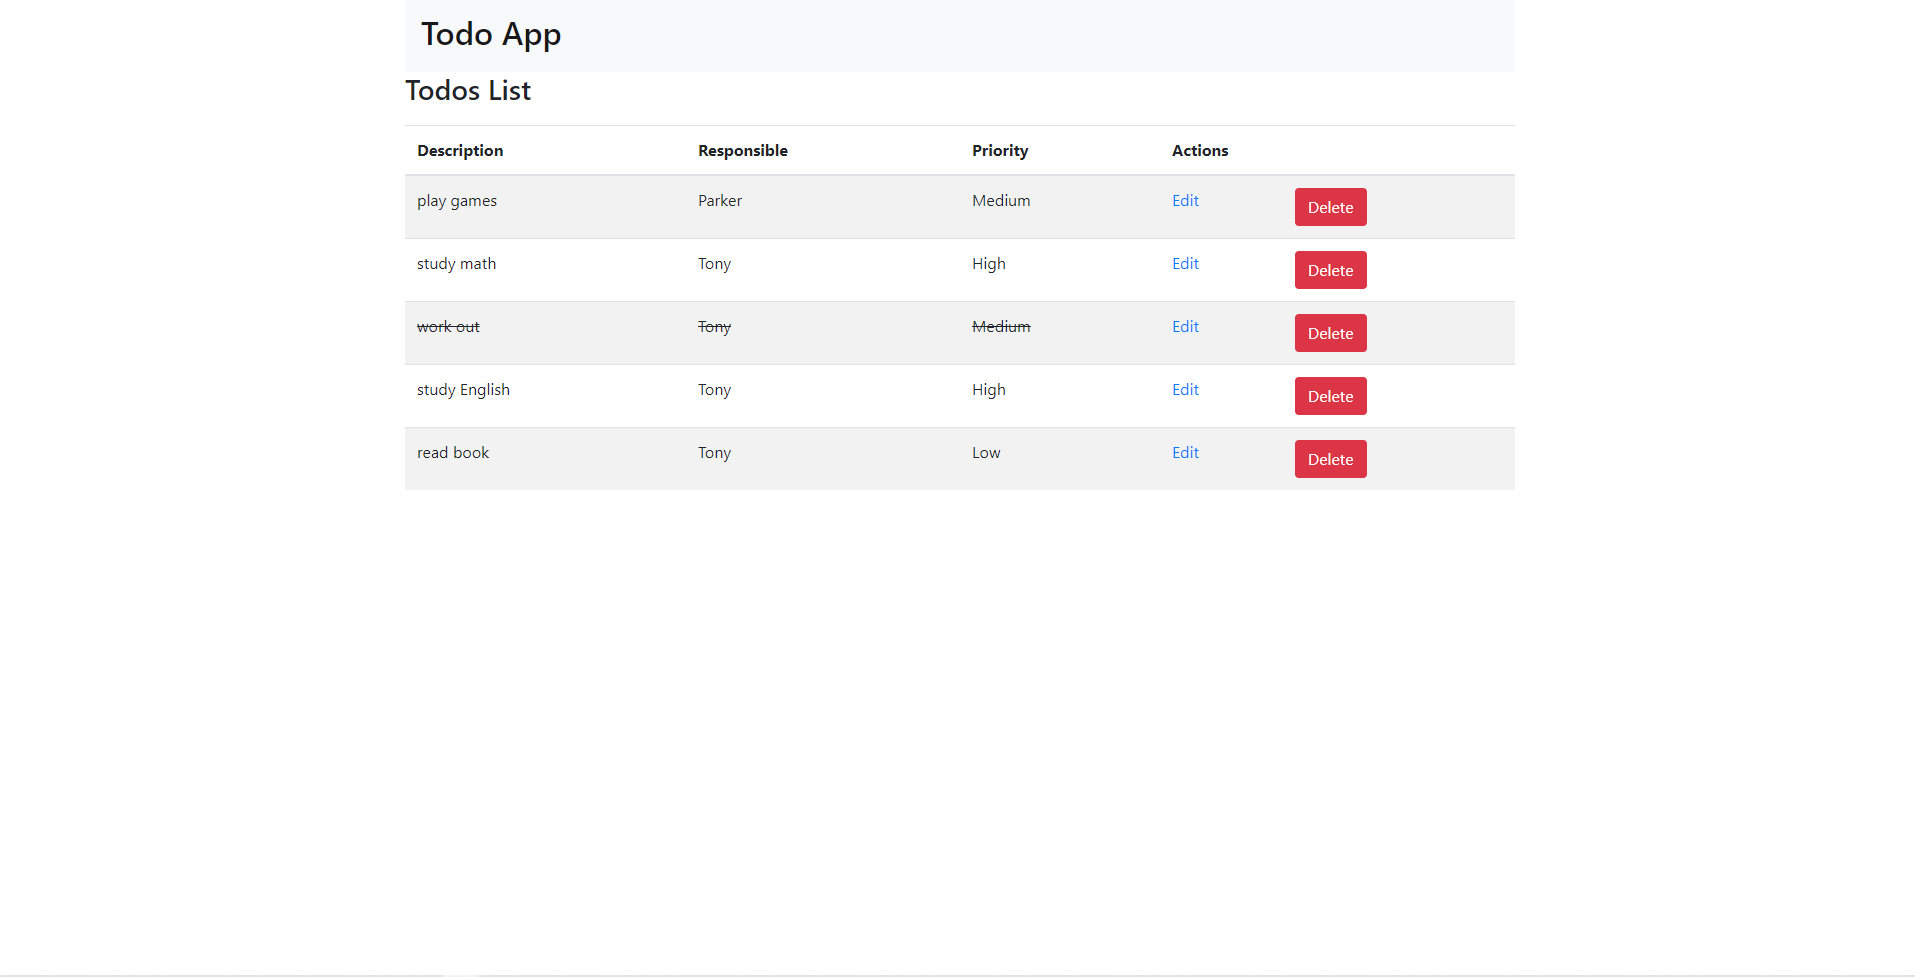 Todo App
Todos List
Description Responsible Priority Actions
play games Parker Medium Edit Delete
study math Tony High Edit Delete
work out Tony Medium Edit Delete
study English Tony High Edit Delete
read book Tony Low Edit Delete